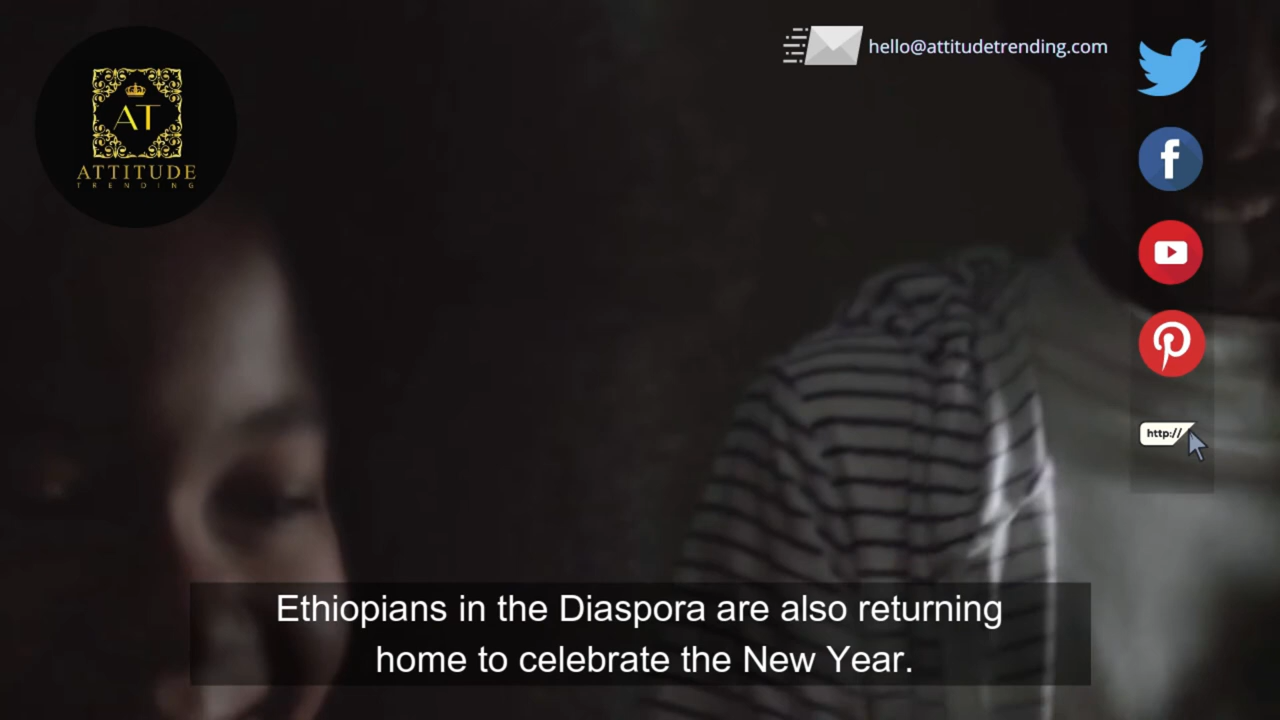 AT
ATTITUDE
TRENDING
hello@attitudetrending.com
http://
Ethiopians in the Diaspora are also returning
home to celebrate the New Year.